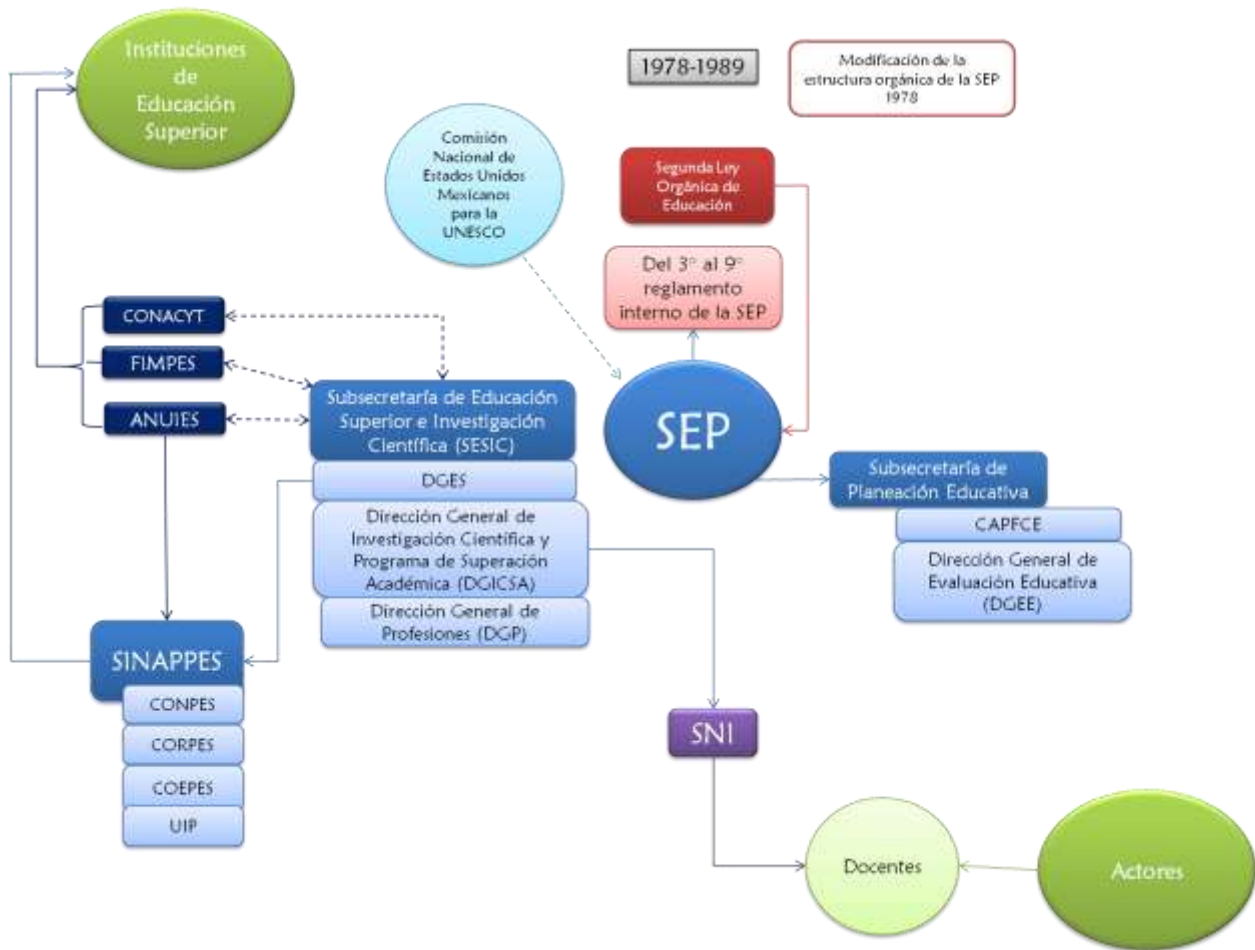 Instituciones
de
Educación
Superior
1978-1989
Modificación de la
estructura orgánica de la SEP
1978
Comisión
Nacional de
Estados Unidos
Mexicanos
para la
UNESCO
Segunda Ley
Orgánica de
Educación
Del 3° al 9°
reglamento
interno de la SEP
CONACYT
FIMPES
ANUIES
Subsecretaría de Educación
Superior e Investigación
Científica (SESIC)
DGES
Dirección General de
Investigación Científica y
Programa de Superación
Académica (DGICSA)
Dirección General de
Profesiones (DGP)
SEP
Subsecretaría de
Planeación Educativa
CAPFCE
Dirección General de
Evaluación Educativa
(DGEE)
SINAPPES
CONPES
CORPES
COEPES
UIP
SNI
Docentes
Actores